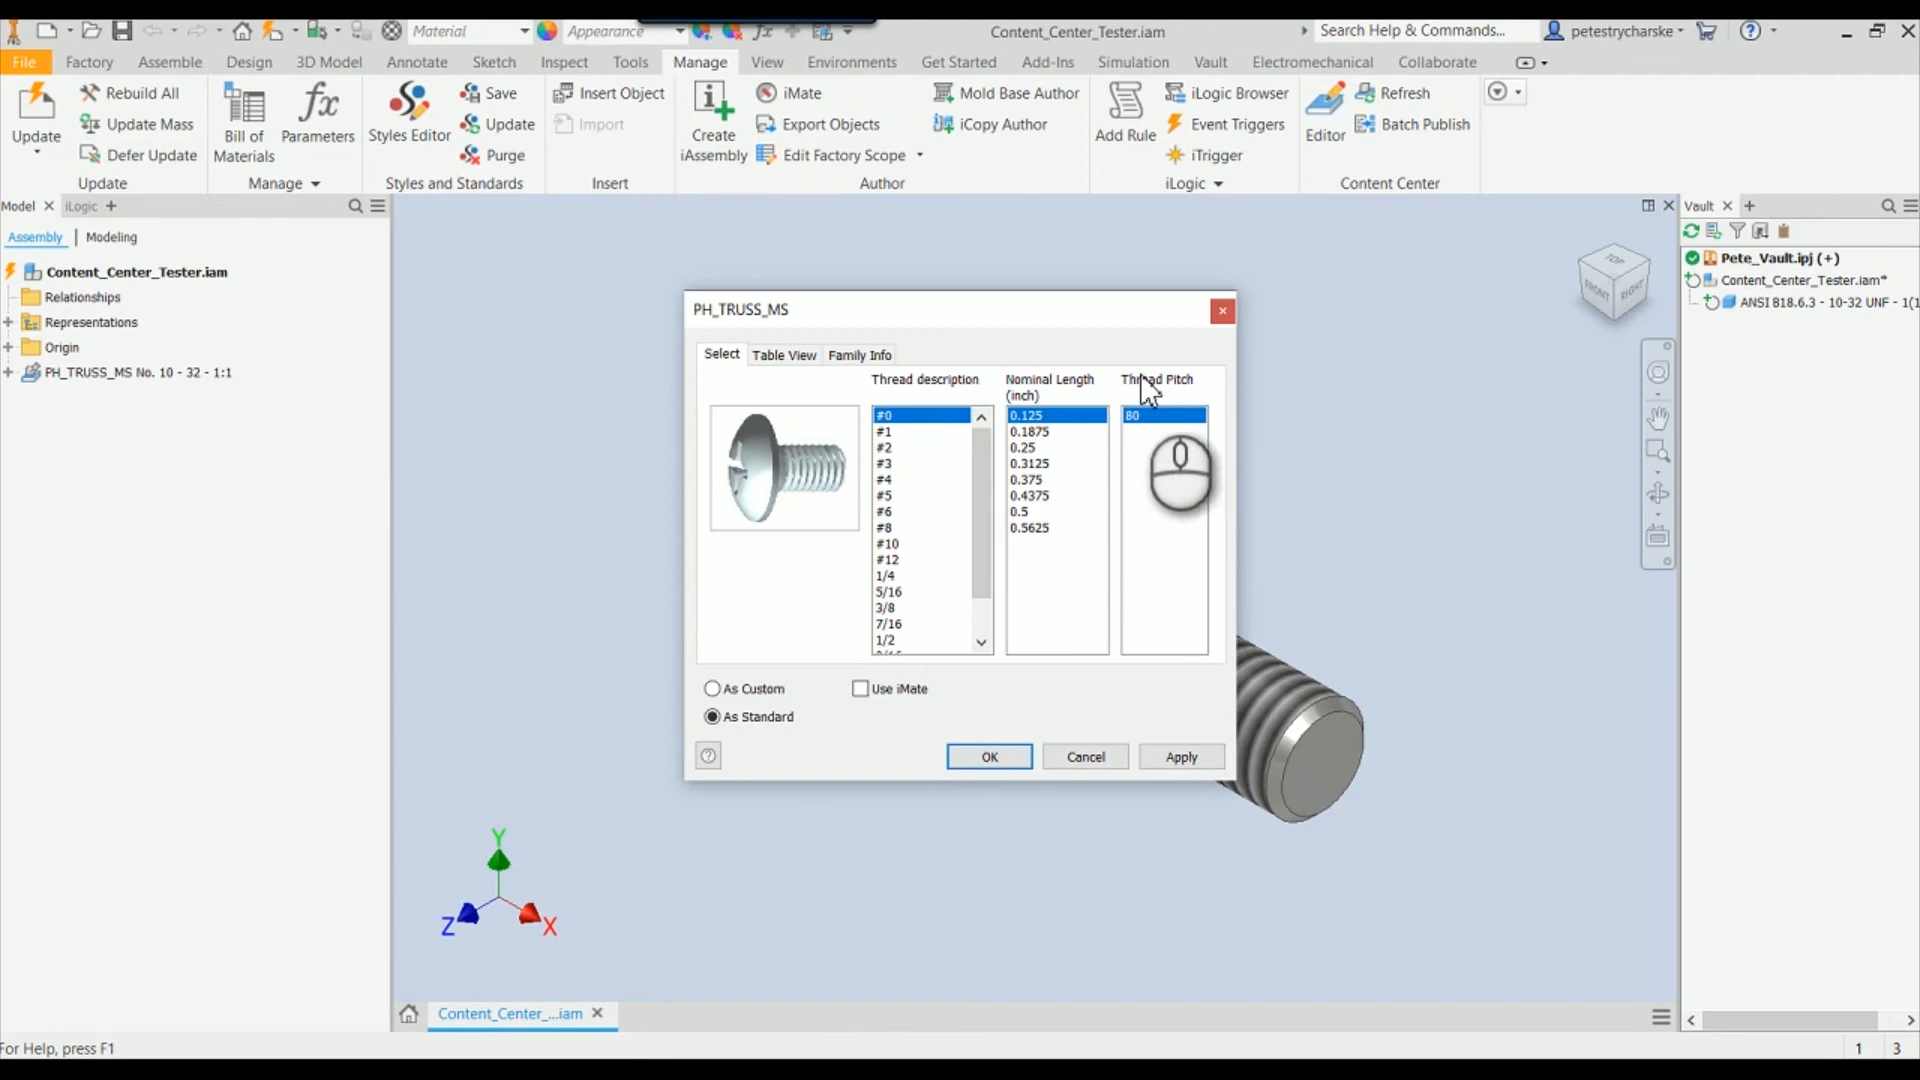 Material
Appearance
Content_Center_Tester.iam
Search Help & Commands...
petestrycharske
File
Factory
Assemble
Design
3D Model
Annotate
Sketch
Inspect
Tools
Manage
View
Environments
Get Started
Add-Ins
Simulation
Vault
Electromechanical
Collaborate
Update
Rebuild All
Update Mass
Defer Update
Update
Bill of
Materials
Parameters
Manage
Styles Editor
Save
Update
Purge
Styles and Standards
Insert Object
Import
Insert
Create
iAssembly
iMate
Export Objects
Edit Factory Scope
Mold Base Author
iCopy Author
Author
Add Rule
iLogic Browser
Event Triggers
iTrigger
iLogic
Editor
Refresh
Batch Publish
Content Center
Model
iLogic
Assembly
Modeling
Content_Center_Tester.iam
Relationships
Representations
Origin
PH_TRUSS_MS No. 10 - 32 - 1:1
PH_TRUSS_MS
Select
Table View
Family Info
Thread description
#0
#1
#2
#3
#4
#5
#6
#8
#10
#12
1/4
5/16
3/8
7/16
1/2
Nominal Length
(inch)
0.125
0.1875
0.25
0.3125
0.375
0.4375
0.5
0.5625
Thread Pitch
80
As Custom
As Standard
Use iMate
OK
Cancel
Apply
TOP
FRONT
RIGHT
Vault
Pete_Vault.ipj (+)
Content_Center_Tester.iam*
ANSI B18.6.3 - 10-32 UNF - 1(1
Y
Z
X
Content_Center_...iam
For Help, press F1
1
3